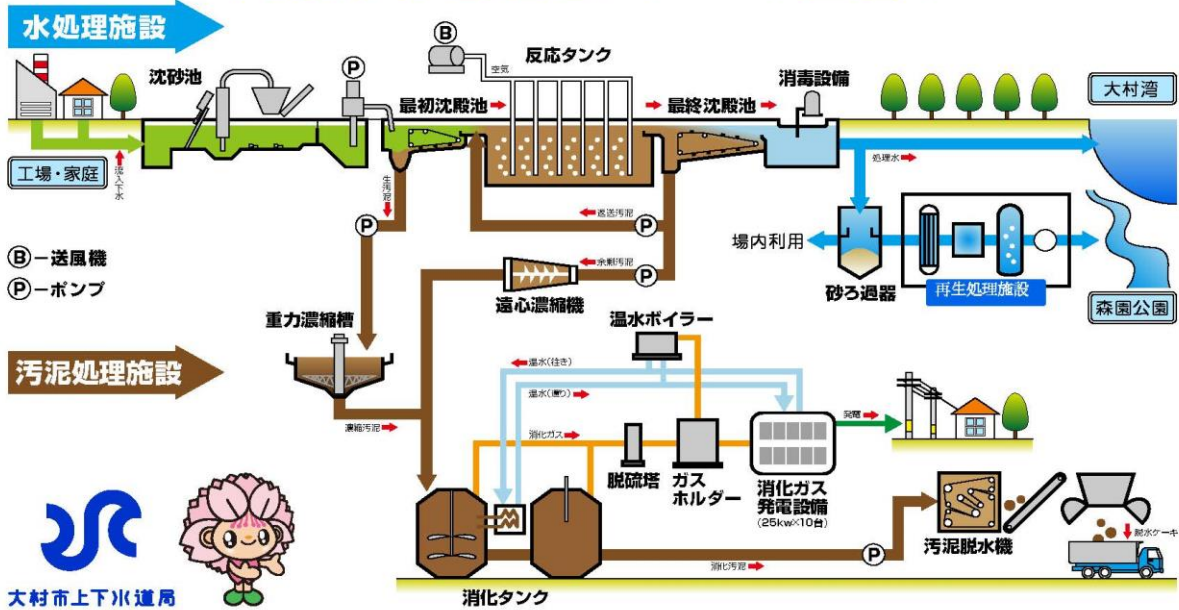 水処理施設
B
反応タンク
空気
沈砂池
P
最初沈殿池
最終沈殿池
消毒設備
大村湾
工場・家庭
流入下水
生汚泥
処理水
P
返送汚泥
P
場内利用
B－送風機
P－ポンプ
余剰汚泥
P
遠心濃縮機
砂ろ過器
再生処理施設
森園公園
重力濃縮槽
温水ボイラー
汚泥処理施設
温水(往き)
温水(還り)
濃縮汚泥
消化ガス
発電
脱硫塔
ガス
ホルダー
消化ガス
発電設備
(25kw×10台)
汚泥脱水機
脱水ケーキ
P
消化汚泥
消化タンク
大村市上下水道局